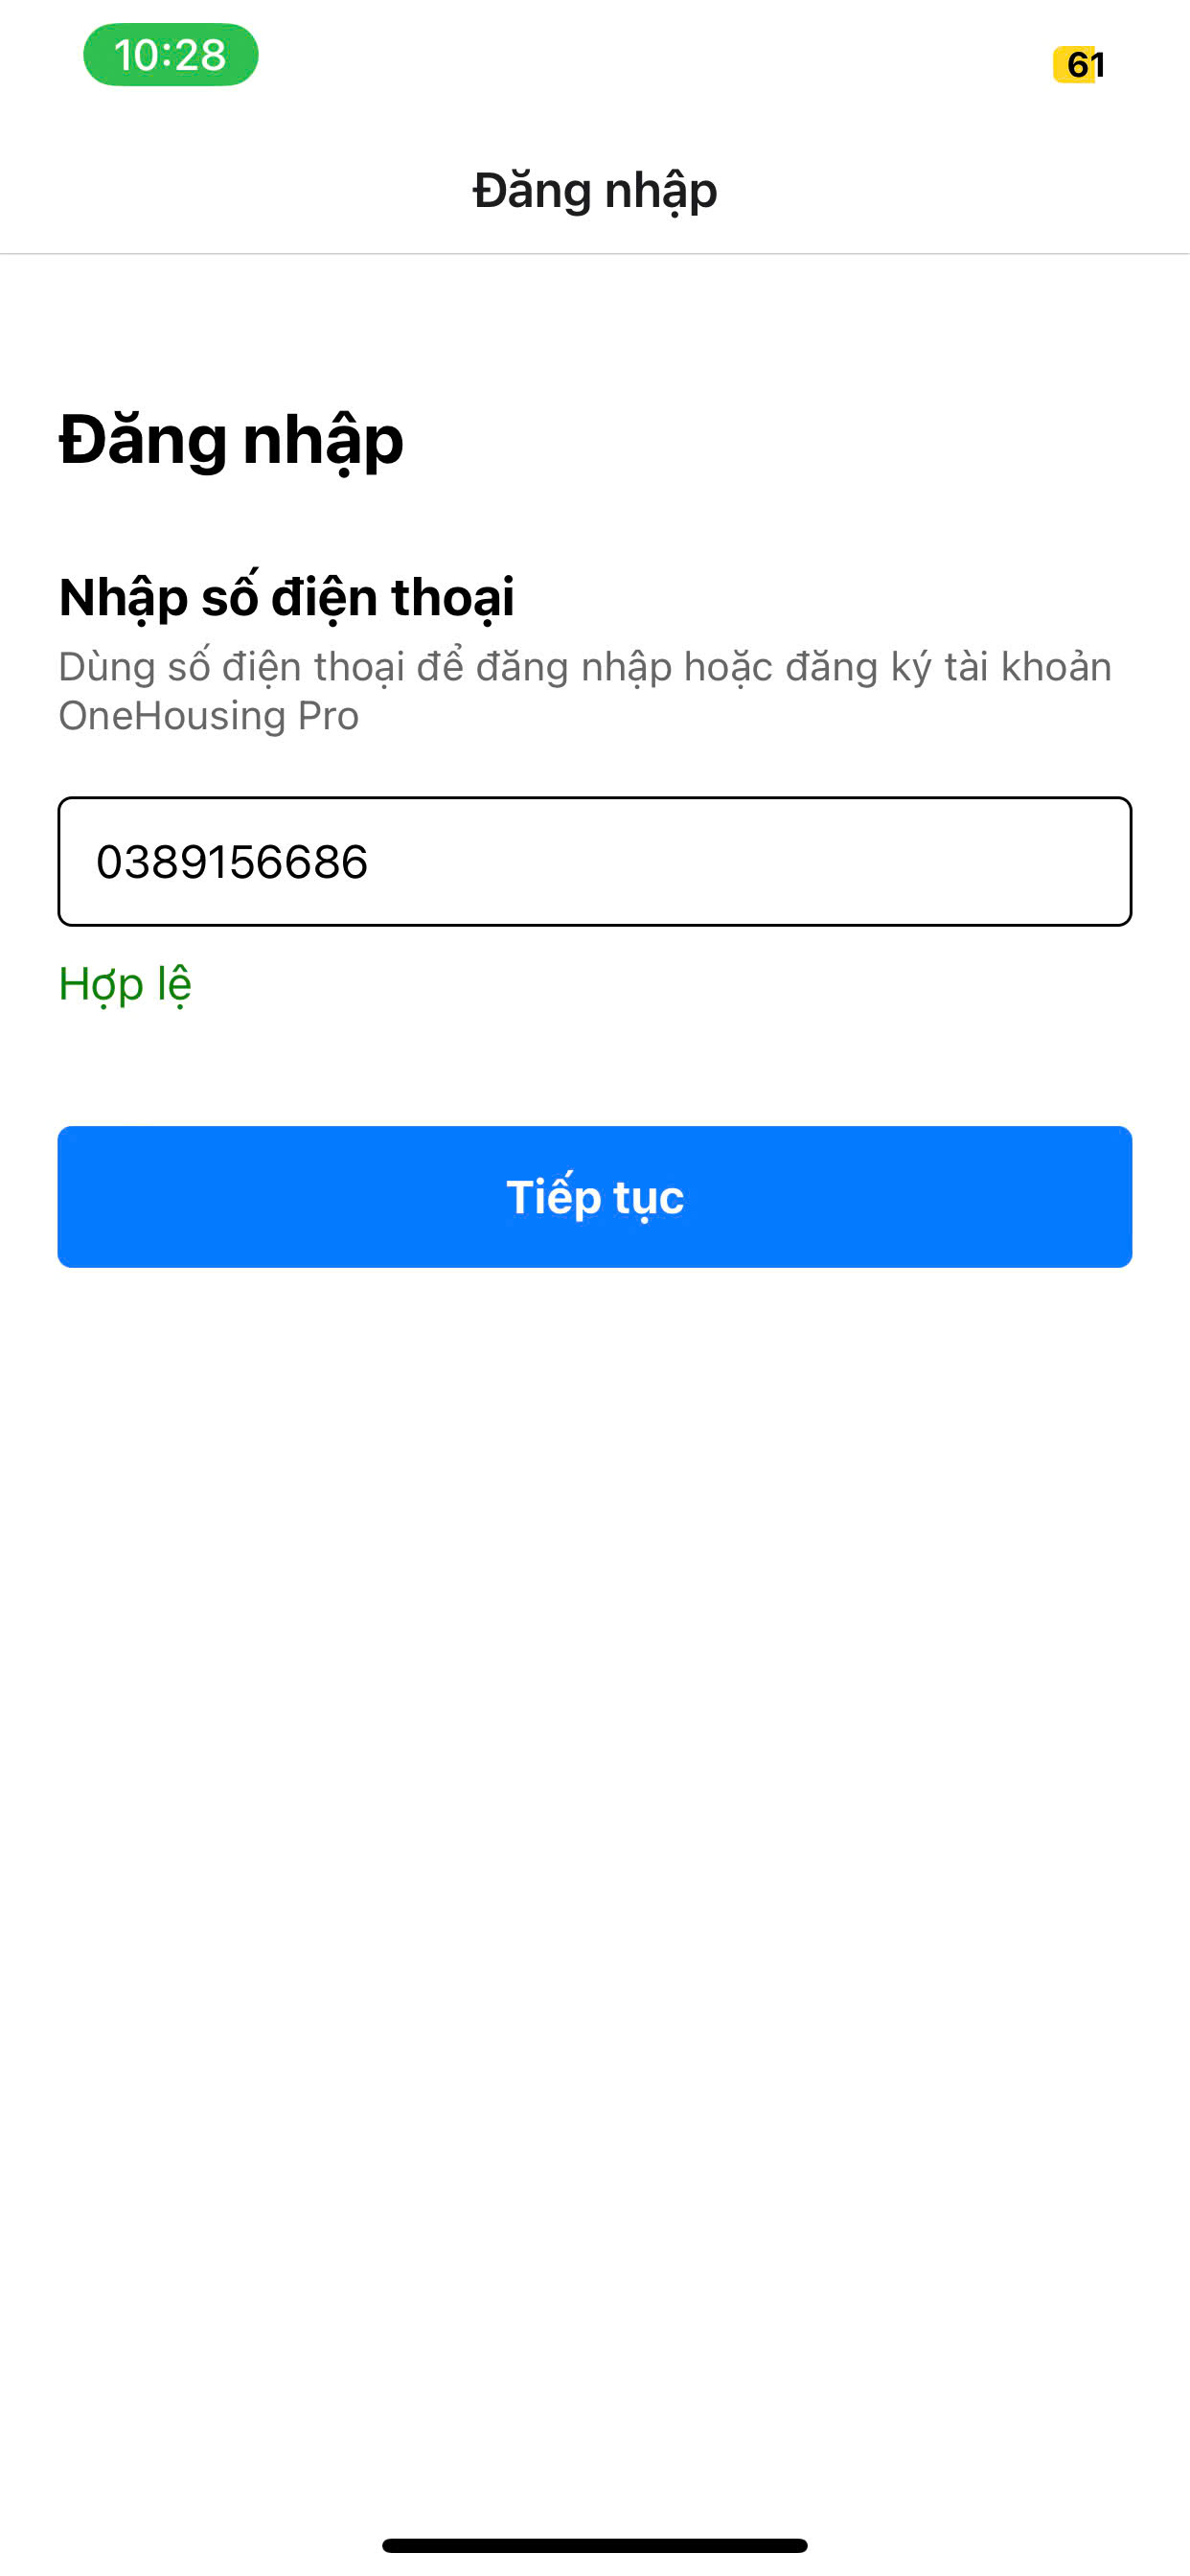 10:28
61
Đăng nhập
Đăng nhập
Nhập số điện thoại
Dùng số điện thoại để đăng nhập hoặc đăng ký tài khoản
OneHousing Pro
0389156686
Hợp lệ
Tiếp tục